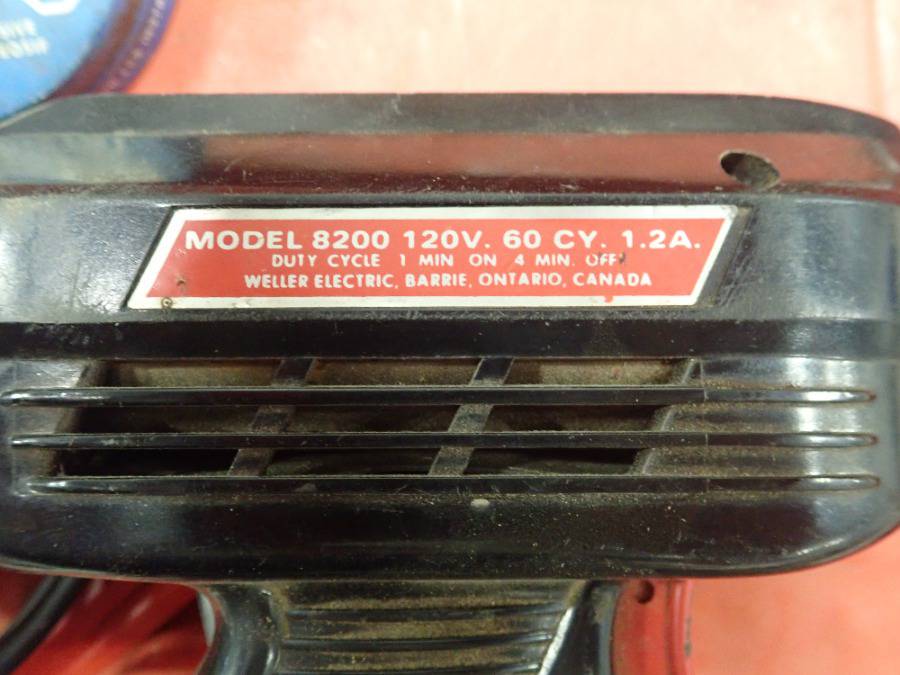 MODEL 8200 120V. 60 CY. 1.2A.
DUTY CYCLE 1 MIN ON 4 MIN. OFF
WELLER ELECTRIC, BARRIE, ONTARIO, CANADA